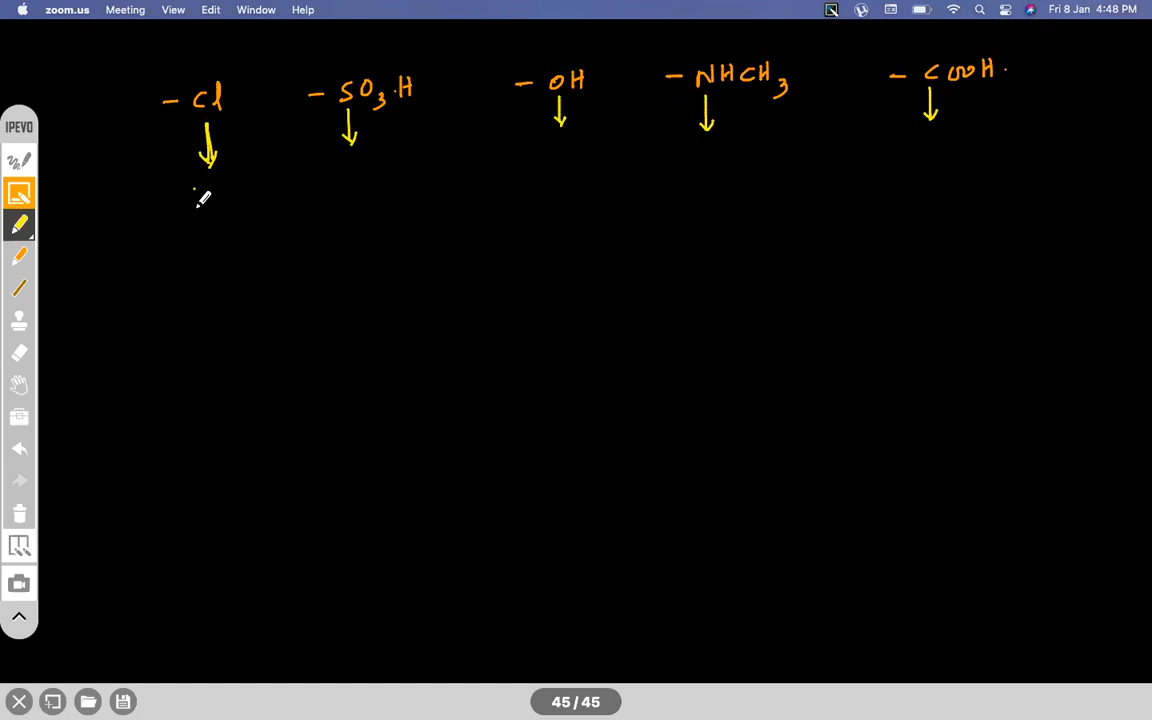 zoom.us Meeting View Edit Window Help Fri 8 Jan 4:48 PM
- Cl - SO₃.H - OH - NHCH₃ - COOH.
IPEVO
45 / 45